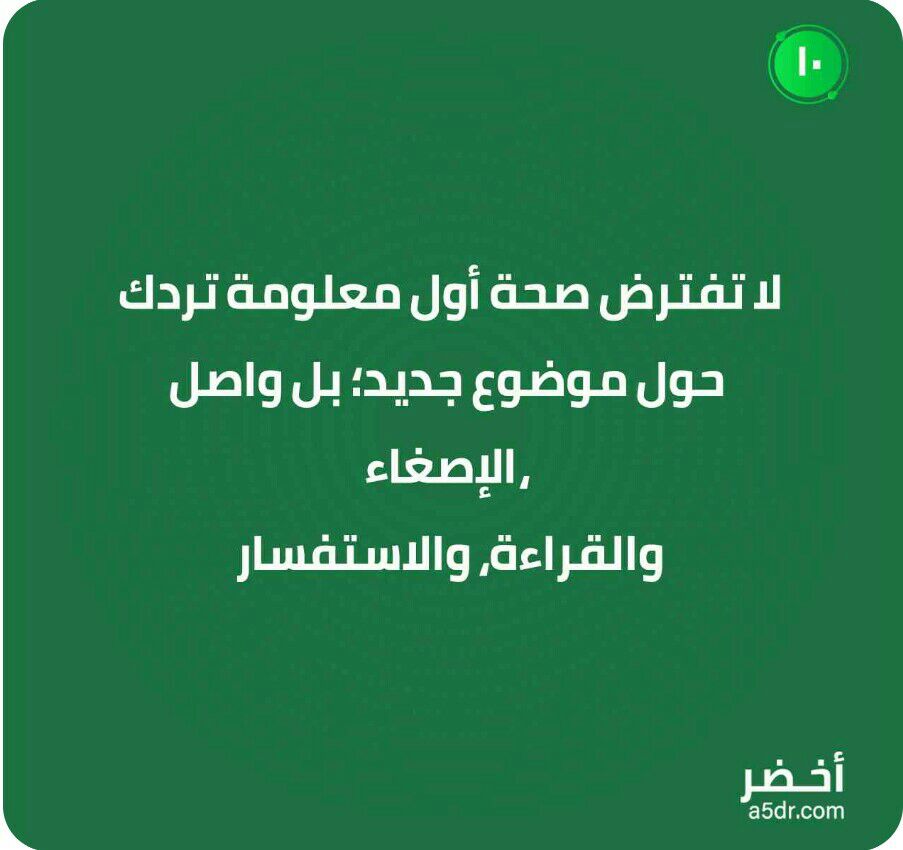 ١٠
لا تفترض صحة أول معلومة تردك
حول موضوع جديد؛ بل واصل
,الإصغاء
والقراءة, والاستفسار
أخضر
a5dr.com